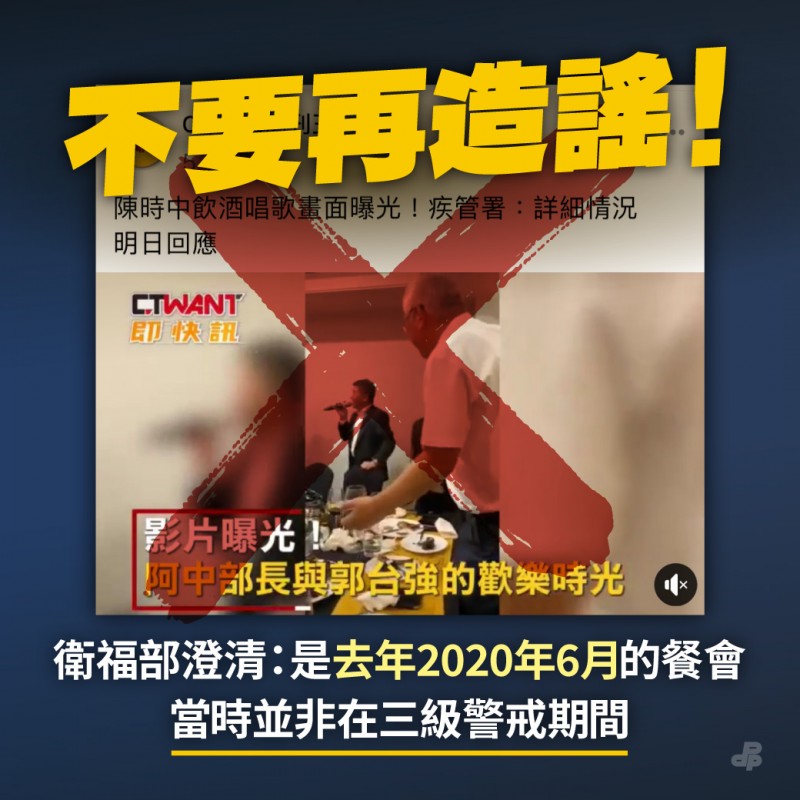 不要再造謠!
陳時中飲酒唱歌畫面曝光!疾管署:詳細情況
明日回應
CTWANT
即快訊
影片曝光!
阿中部長與郭台強的歡樂時光
衛福部澄清:是去年2020年6月的餐會
當時並非在三級警戒期間